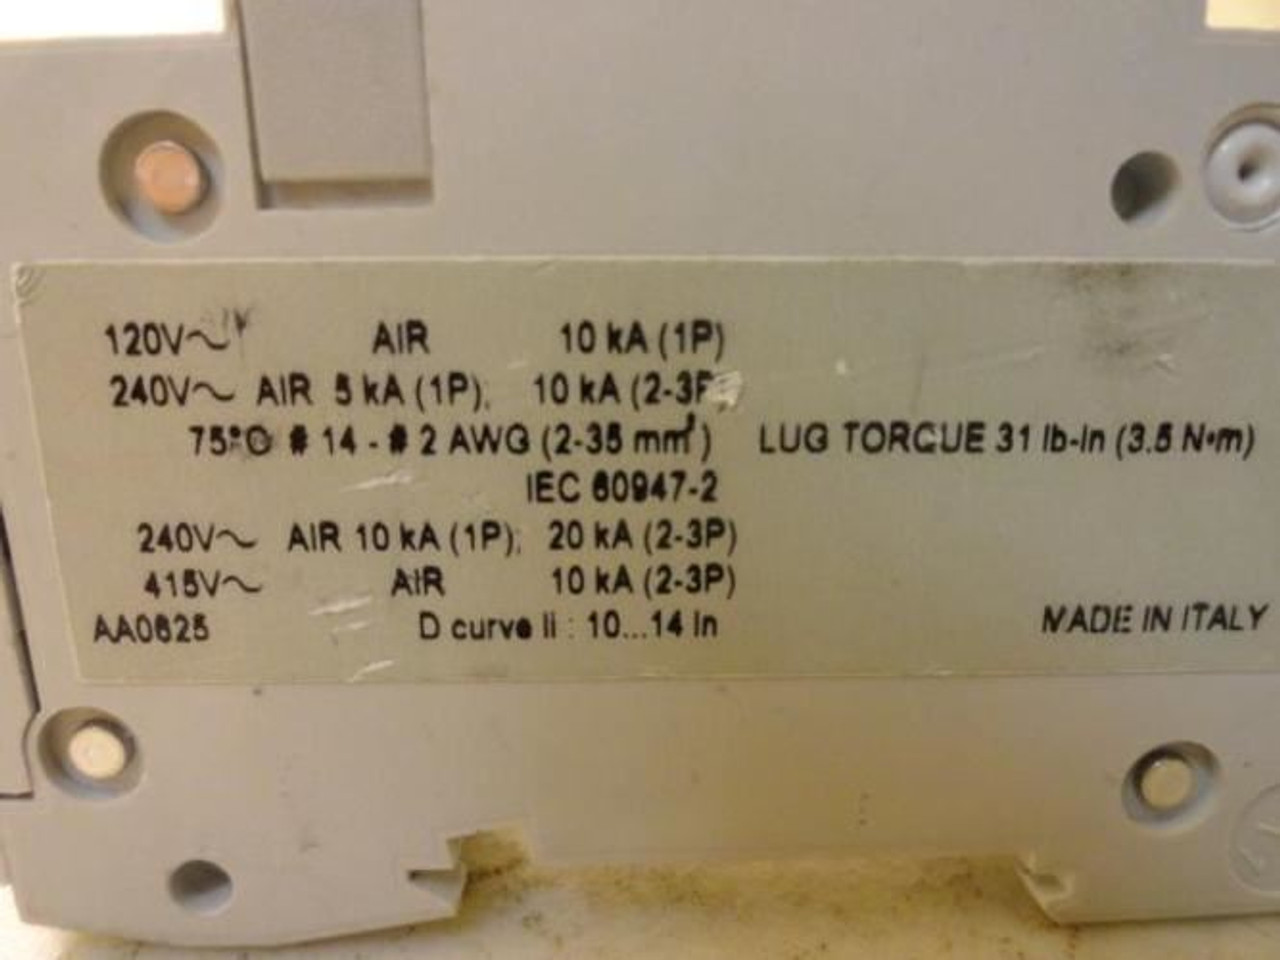 120V~ AIR 10 kA (1P)
240V~ AIR 5 kA (1P), 10 kA (2-3P
75°C # 14 - # 2 AWG (2-35 mm²) LUG TORQUE 31 lb-in (3.5 N•m)
IEC 60947-2
240V~ AIR 10 kA (1P), 20 kA (2-3P)
415V~ AIR 10 kA (2-3P)
AA0625 D curve Ii : 10...14 In
MADE IN ITALY